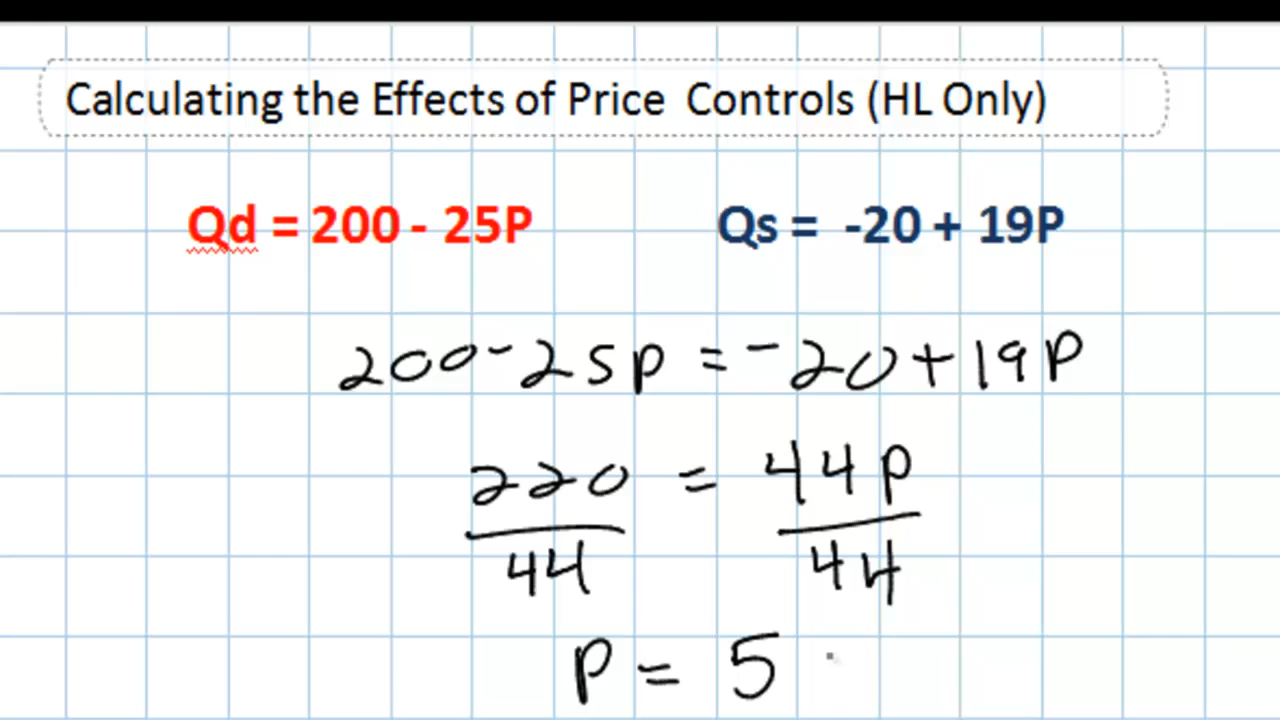 Calculating the Effects of Price Controls (HL Only)
Qd = 200 - 25P Qs = -20 + 19P
200 - 25P = -20 + 19P
220 = 44P
44 44
P = 5